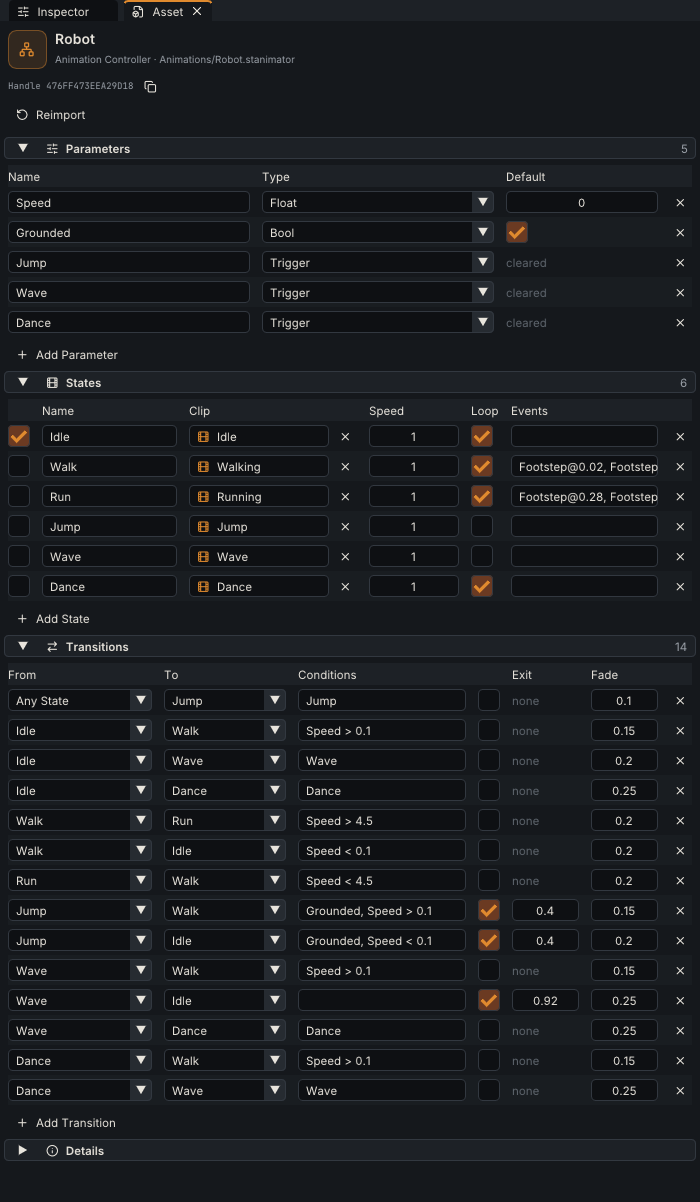 Inspector Asset
Robot
Animation Controller · Animations/Robot.stanimator
Handle 476FF473EEA29D18
Reimport
Parameters 5
Name Type Default
Speed Float 0
Grounded Bool
Jump Trigger cleared
Wave Trigger cleared
Dance Trigger cleared
+ Add Parameter
States 6
Name Clip Speed Loop Events
Idle Idle 1
Walk Walking 1 Footstep@0.02, Footstep
Run Running 1 Footstep@0.28, Footstep
Jump Jump 1
Wave Wave 1
Dance Dance 1
+ Add State
Transitions 14
From To Conditions Exit Fade
Any State Jump Jump none 0.1
Idle Walk Speed > 0.1 none 0.15
Idle Wave Wave none 0.2
Idle Dance Dance none 0.25
Walk Run Speed > 4.5 none 0.2
Walk Idle Speed < 0.1 none 0.2
Run Walk Speed < 4.5 none 0.2
Jump Walk Grounded, Speed > 0.1 0.4 0.15
Jump Idle Grounded, Speed < 0.1 0.4 0.2
Wave Walk Speed > 0.1 none 0.15
Wave Idle 0.92 0.25
Wave Dance Dance none 0.25
Dance Walk Speed > 0.1 none 0.15
Dance Wave Wave none 0.25
+ Add Transition
Details